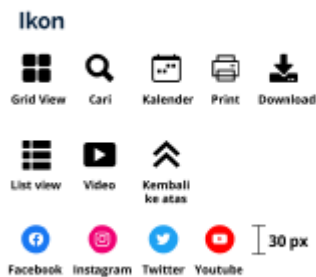 Ikon
Grid View Cari Kalender Print Download
List view Video Kembali ke atas
30 px
Facebook Instagram Twitter Youtube